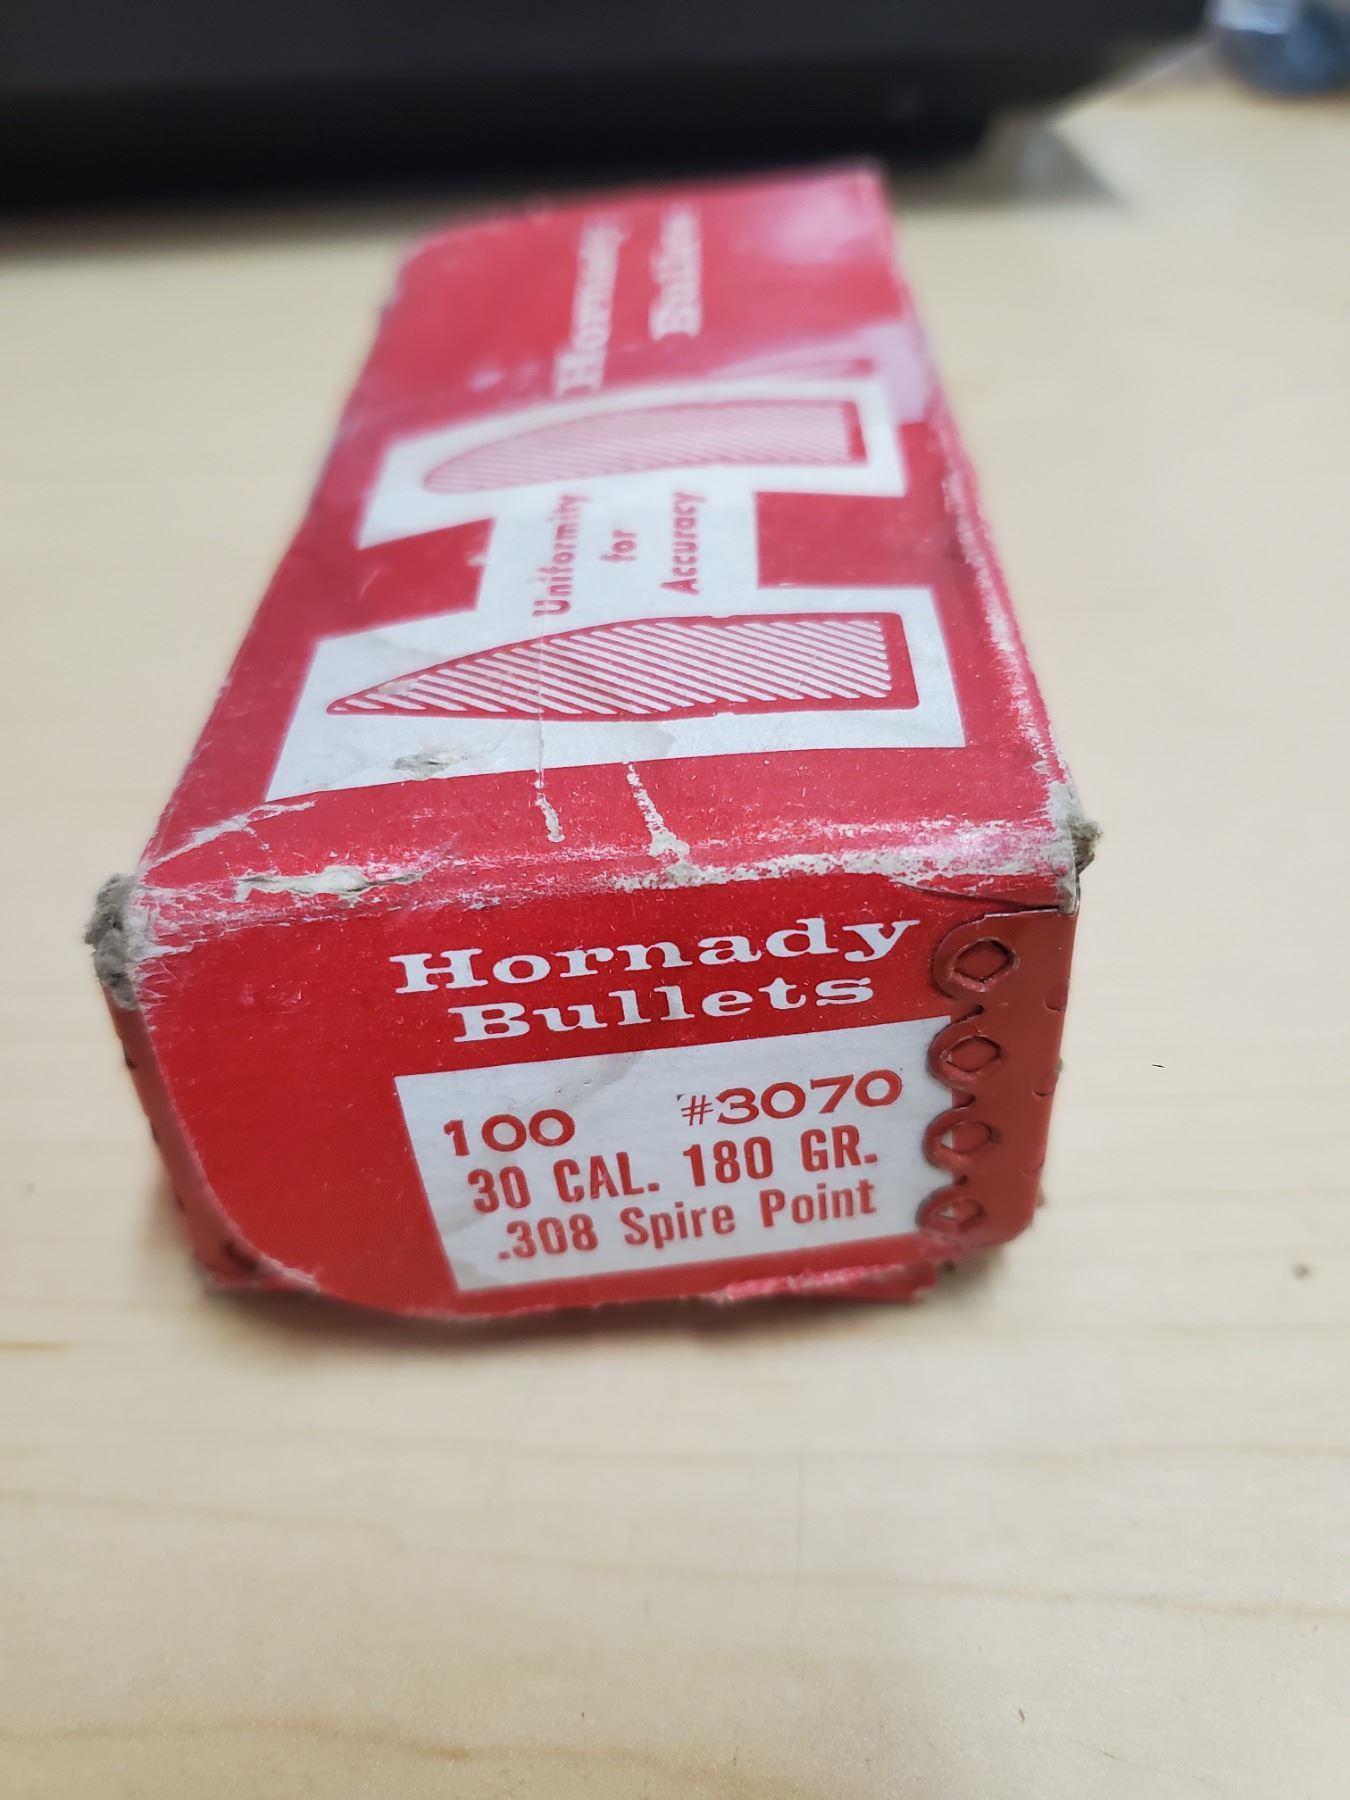 Hornady
Bullets
Uniformity
for
Accuracy
Hornady
Bullets
100 #3070
30 CAL. 180 GR.
.308 Spire Point